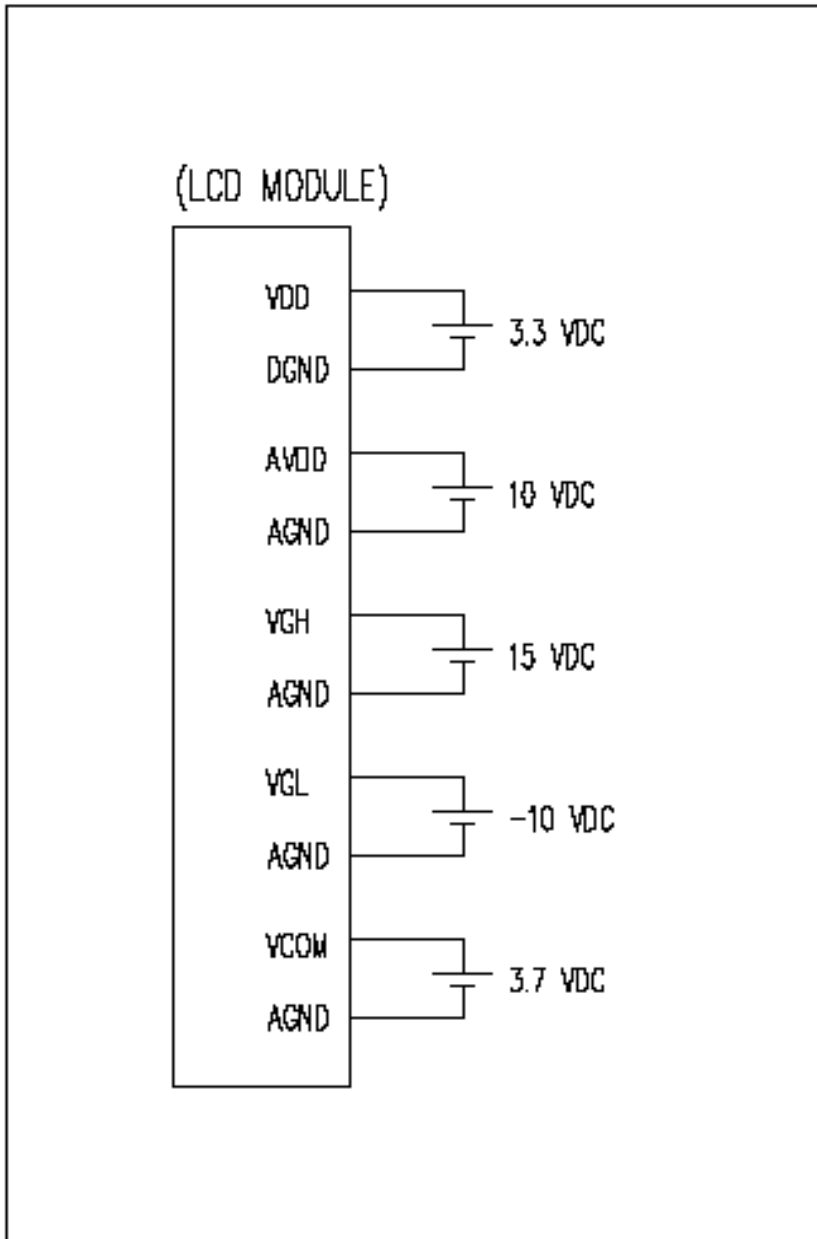 (LCD MODULE)
VDD
3.3 VDC
DGND
AVDD
10 VDC
AGND
VGH
15 VDC
AGND
VGL
-10 VDC
AGND
VCOM
3.7 VDC
AGND